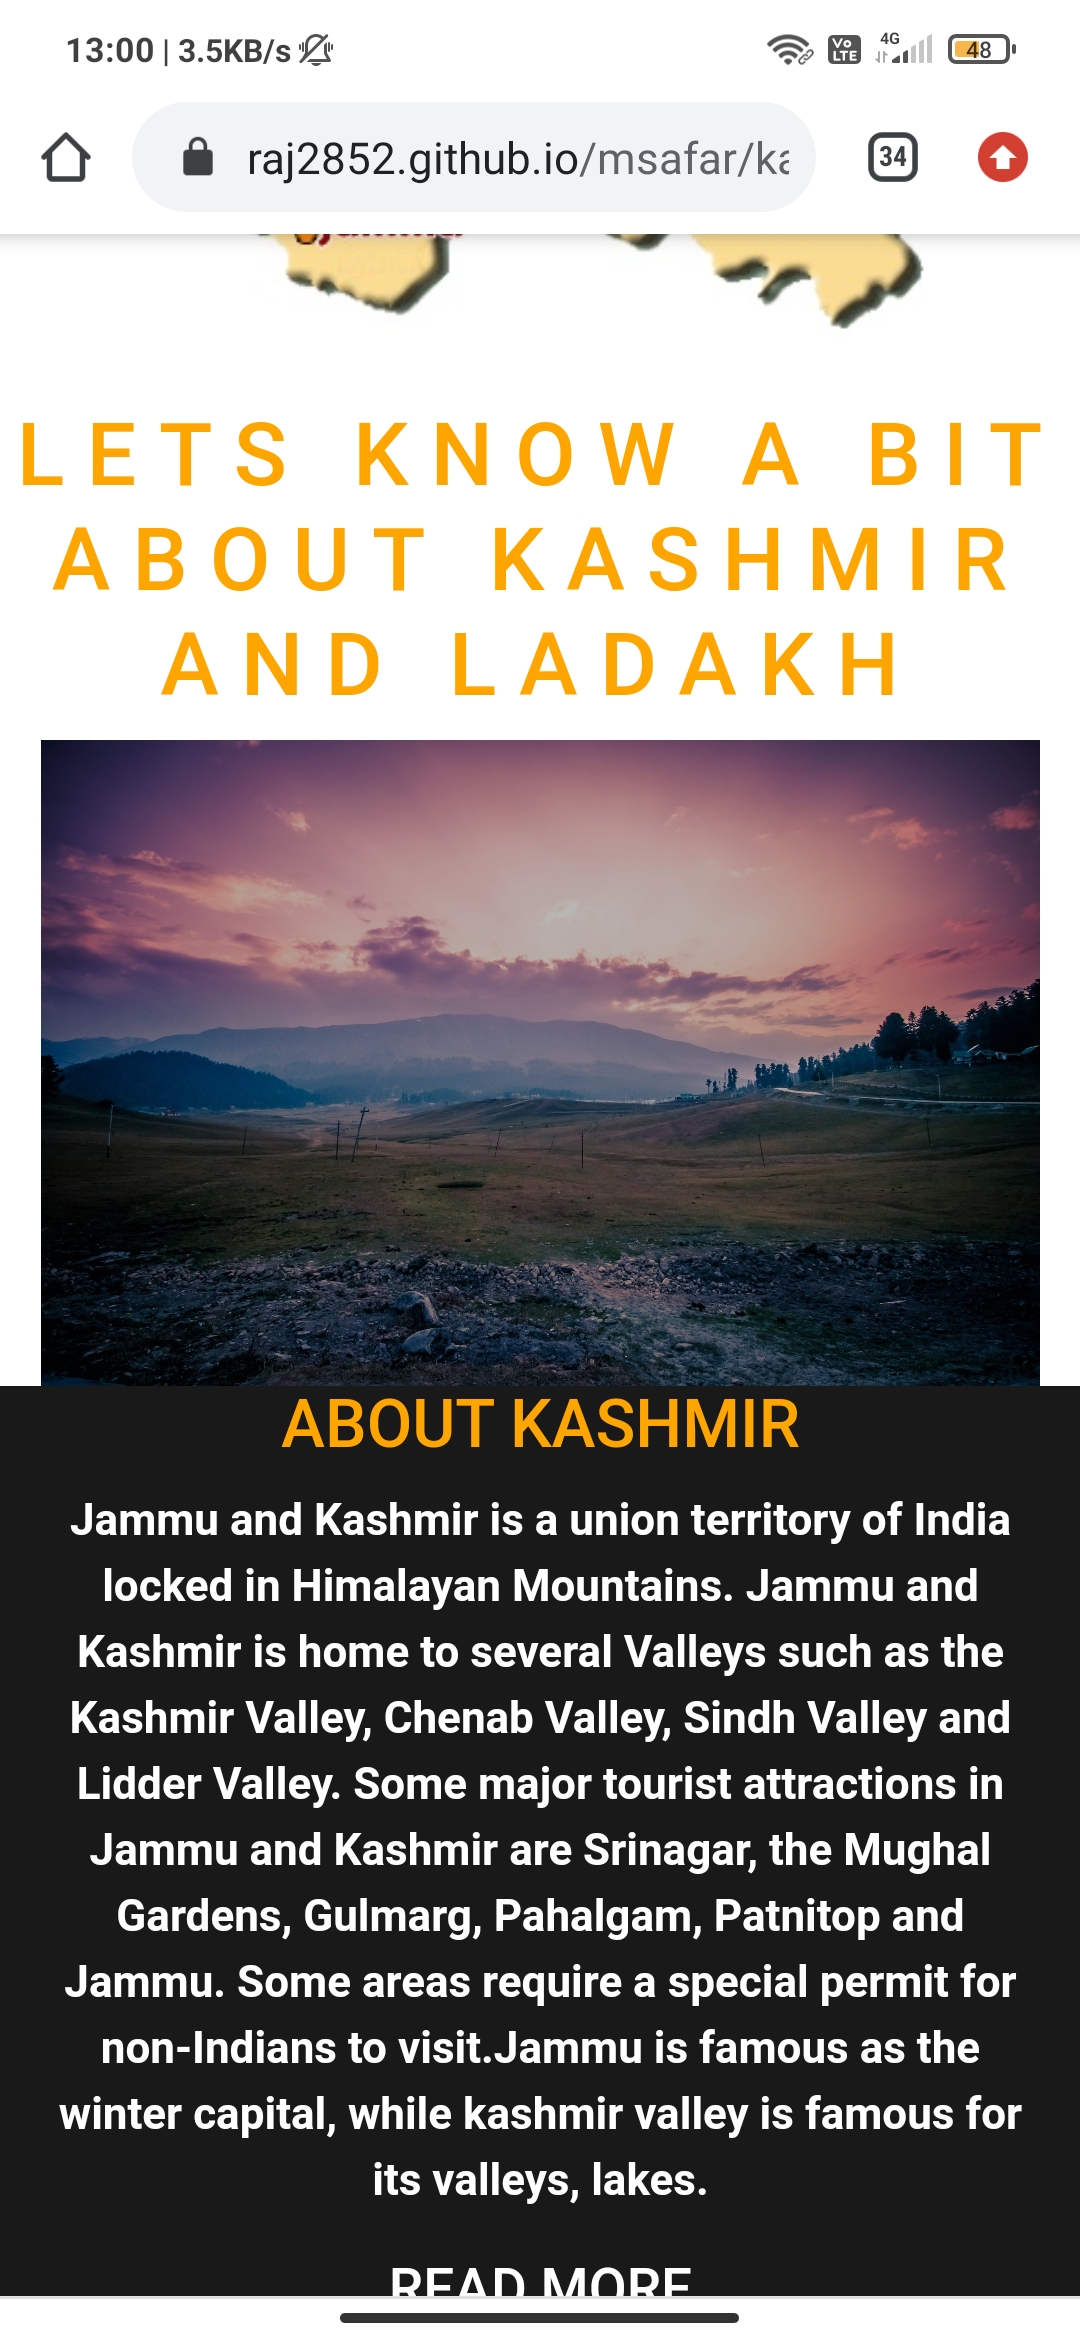 13:00 | 3.5KB/s
Vo LTE
4G
48
raj2852.github.io/msafar/ka
34
LETS KNOW A BIT
ABOUT KASHMIR
AND LADAKH
ABOUT KASHMIR
Jammu and Kashmir is a union territory of India
locked in Himalayan Mountains. Jammu and
Kashmir is home to several Valleys such as the
Kashmir Valley, Chenab Valley, Sindh Valley and
Lidder Valley. Some major tourist attractions in
Jammu and Kashmir are Srinagar, the Mughal
Gardens, Gulmarg, Pahalgam, Patnitop and
Jammu. Some areas require a special permit for
non-Indians to visit.Jammu is famous as the
winter capital, while kashmir valley is famous for
its valleys, lakes.
READ MORE